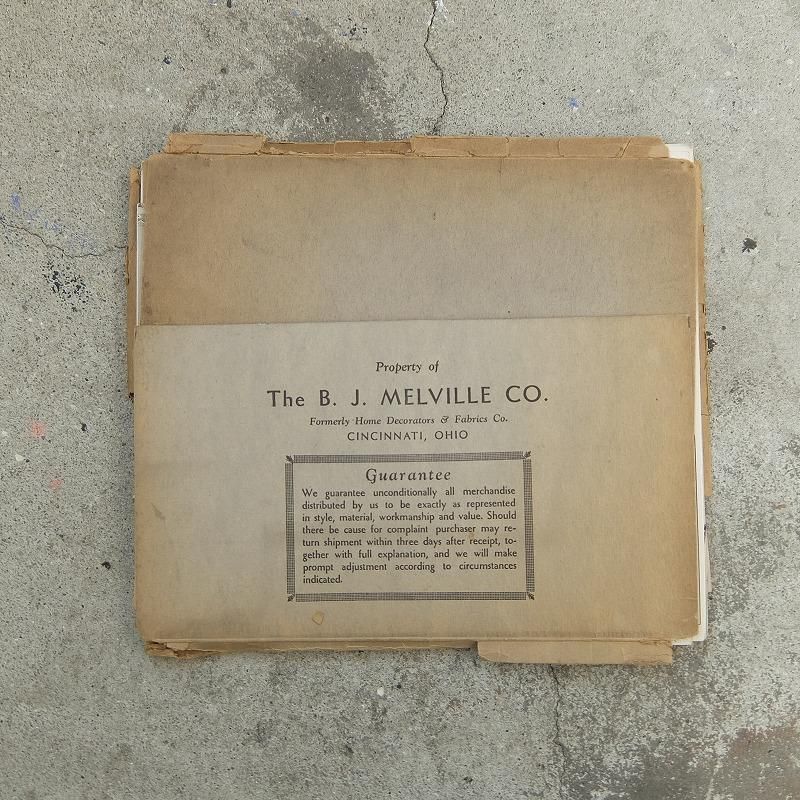 Property of
The B. J. MELVILLE CO.
Formerly Home Decorators & Fabrics Co.
CINCINNATI, OHIO
Guarantee
We guarantee unconditionally all merchandise
distributed by us to be exactly as represented
in style, material, workmanship and value. Should
there be cause for complaint purchaser may re-
turn shipment within three days after receipt, to-
gether with full explanation, and we will make
prompt adjustment according to circumstances
indicated.